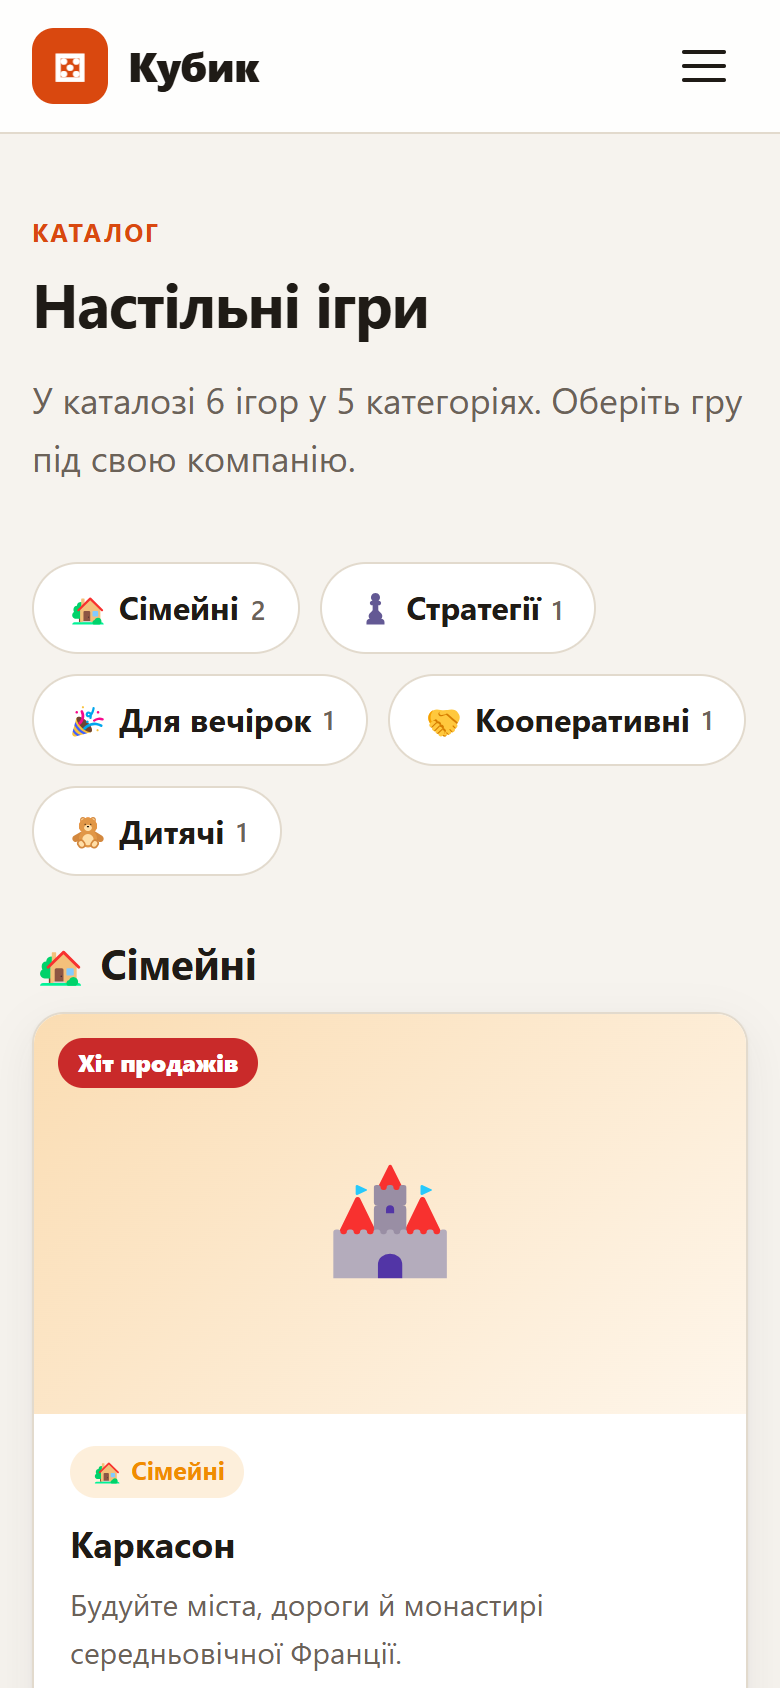 Кубик
КАТАЛОГ
Настільні ігри
У каталозі 6 ігор у 5 категоріях. Оберіть гру
під свою компанію.
Сімейні 2
Стратегії 1
Для вечірок 1
Кооперативні 1
Дитячі 1
Сімейні
Хіт продажів
Сімейні
Каркасон
Будуйте міста, дороги й монастирі
середньовічної Франції.